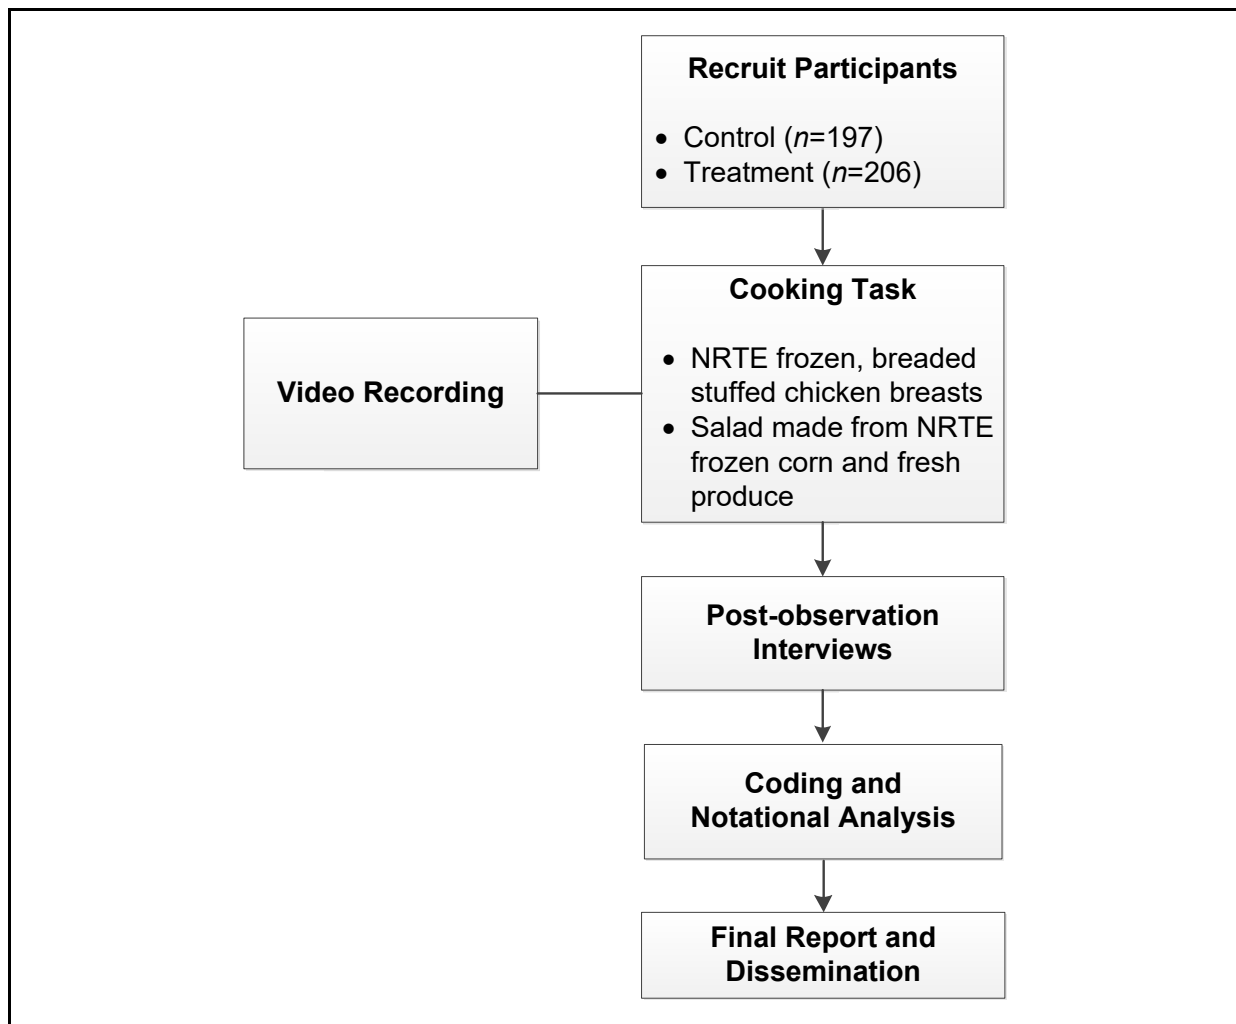 Recruit Participants
• Control (n=197)
• Treatment (n=206)
Cooking Task
• NRTE frozen, breaded
stuffed chicken breasts
• Salad made from NRTE
frozen corn and fresh
produce
Video Recording
Post-observation
Interviews
Coding and
Notational Analysis
Final Report and
Dissemination